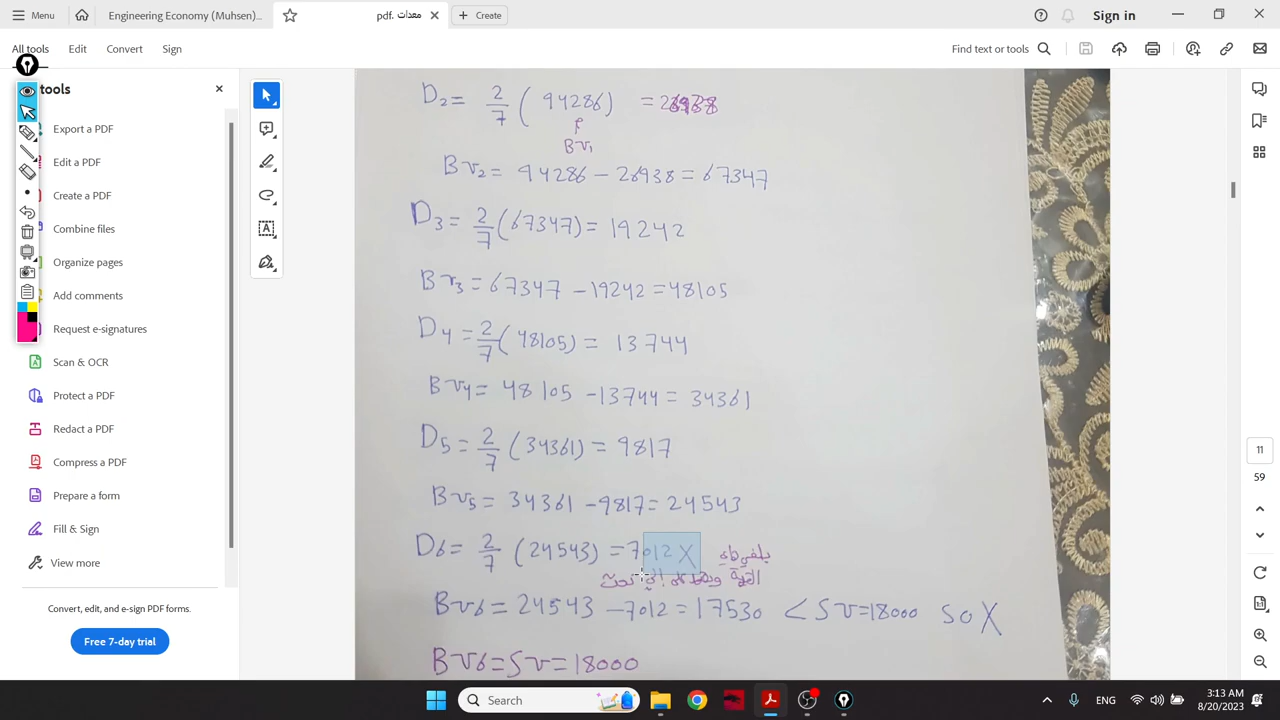 Menu
Engineering Economy (Muhsen)...
معدات .pdf
Create
Sign in
All tools
Edit
Convert
Sign
Find text or tools
tools
Export a PDF
Edit a PDF
Create a PDF
Combine files
Organize pages
Add comments
Request e-signatures
Scan & OCR
Protect a PDF
Redact a PDF
Compress a PDF
Prepare a form
Fill & Sign
View more
Convert, edit, and e-sign PDF forms.
Free 7-day trial
D2 = 2/7 ( 94286 ) =
BV1
BV2 = 94286 - 26938 = 67347
D3 = 2/7 (67347) = 19242
BV3 = 67347 - 19242 = 48105
D4 = 2/7 (48105) = 13744
BV4 = 48105 - 13744 = 34361
D5 = 2/7 (34361) = 9817
BV5 = 34361 - 9817 = 24543
D6 = 2/7 (24543) = 7012 X
BV6 = 24543 - 7012 = 17530 < SV=18000 so X
BV6 = SV = 18000
11
59
Search
ENG
3:13 AM
8/20/2023